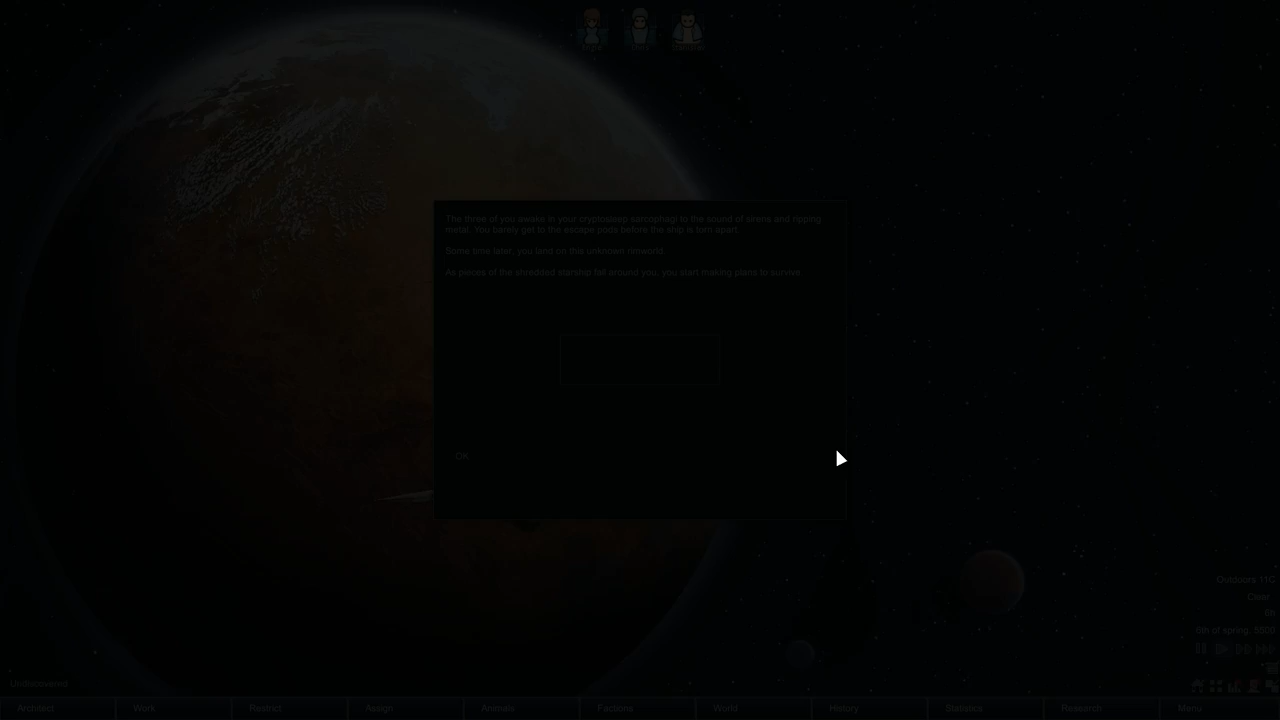 The three of you awake in your cryptosleep sarcophagi to the sound of sirens and ripping
metal. You barely get to the escape pods before the ship is torn apart.
Some time later, you land on this unknown rimworld.
As pieces of the shredded starship fall around you, you start making plans to survive.
OK
Outdoors 11C
Clear
6h
6th of spring, 5500
Undiscovered
Architect
Work
Restrict
Assign
Animals
Factions
World
History
Statistics
Research
Menu